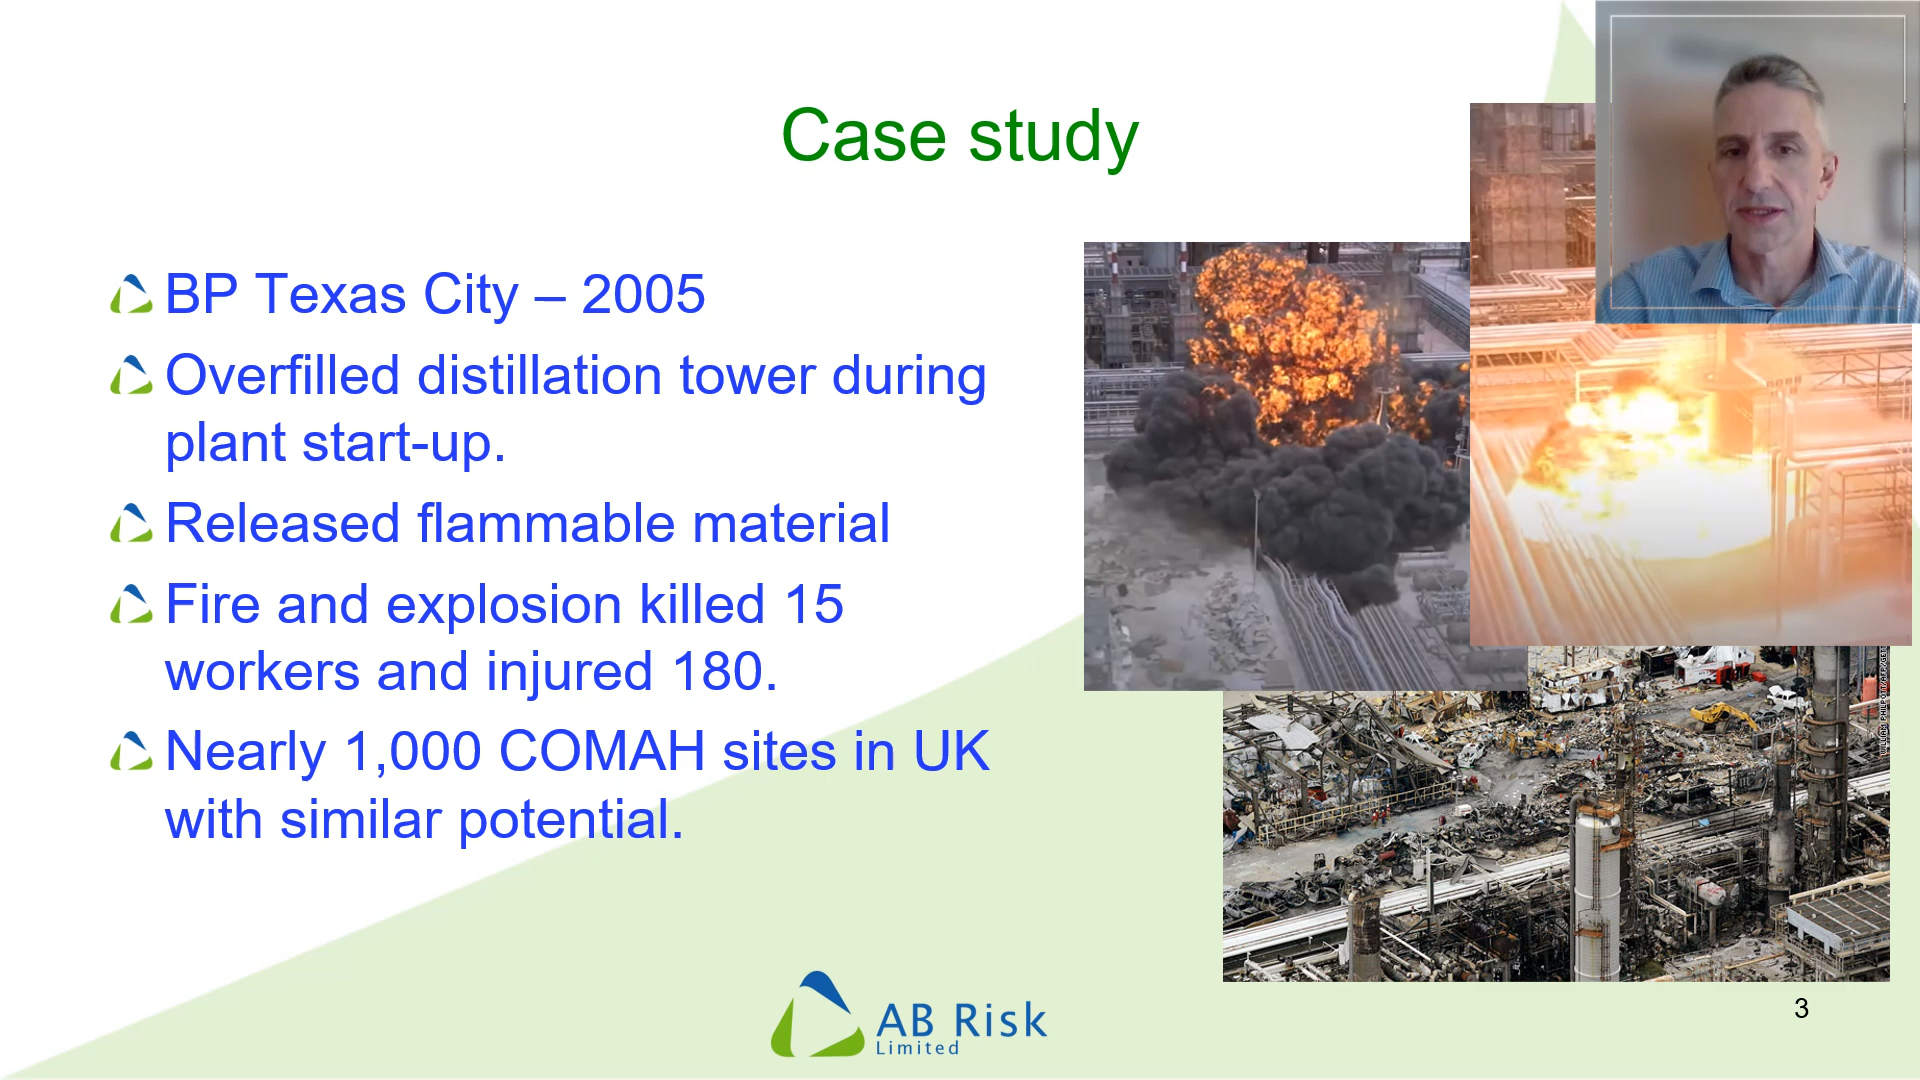 Case study
BP Texas City – 2005
Overfilled distillation tower during
plant start-up.
Released flammable material
Fire and explosion killed 15
workers and injured 180.
Nearly 1,000 COMAH sites in UK
with similar potential.
AB Risk
Limited
3